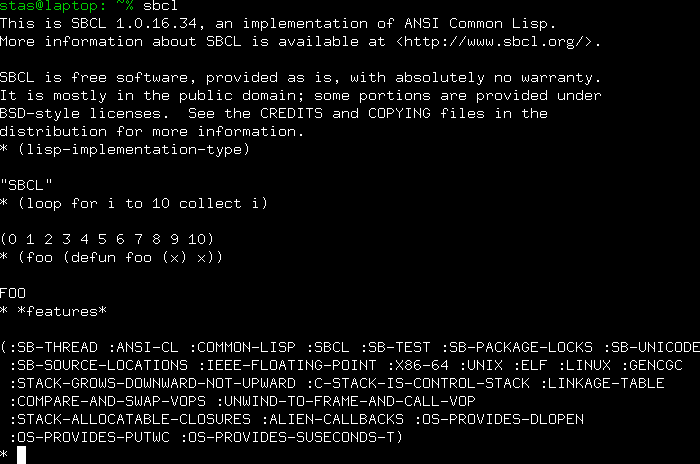 stas@laptop: ~% sbcl
This is SBCL 1.0.16.34, an implementation of ANSI Common Lisp.
More information about SBCL is available at <http://www.sbcl.org/>.
SBCL is free software, provided as is, with absolutely no warranty.
It is mostly in the public domain; some portions are provided under
BSD-style licenses.  See the CREDITS and COPYING files in the
distribution for more information.
* (lisp-implementation-type)
"SBCL"
* (loop for i to 10 collect i)
(0 1 2 3 4 5 6 7 8 9 10)
* (foo (defun foo (x) x))
FOO
* *features*
(:SB-THREAD :ANSI-CL :COMMON-LISP :SBCL :SB-TEST :SB-PACKAGE-LOCKS :SB-UNICODE
:SB-SOURCE-LOCATIONS :IEEE-FLOATING-POINT :X86-64 :UNIX :ELF :LINUX :GENCGC
:STACK-GROWS-DOWNWARD-NOT-UPWARD :C-STACK-IS-CONTROL-STACK :LINKAGE-TABLE
:COMPARE-AND-SWAP-VOPS :UNWIND-TO-FRAME-AND-CALL-VOP
:STACK-ALLOCATABLE-CLOSURES :ALIEN-CALLBACKS :OS-PROVIDES-DLOPEN
:OS-PROVIDES-PUTWC :OS-PROVIDES-SUSECONDS-T)
*